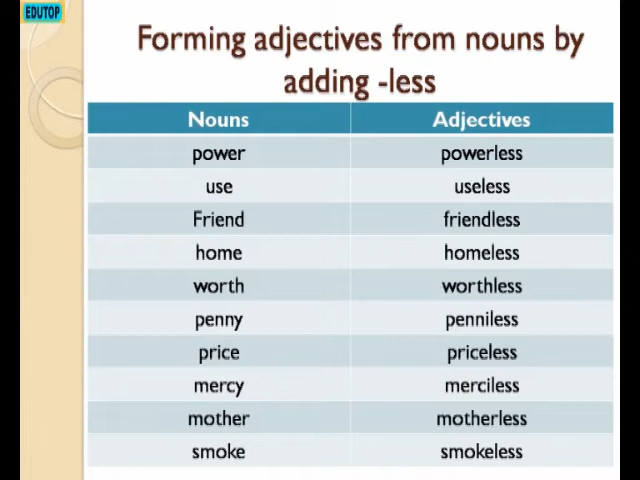 EDUTOP
Forming adjectives from nouns by
adding -less
Nouns Adjectives
power powerless
use useless
Friend friendless
home homeless
worth worthless
penny penniless
price priceless
mercy merciless
mother motherless
smoke smokeless